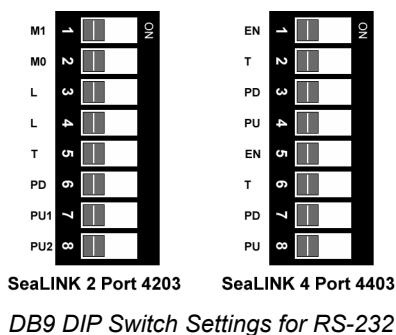 M1 1 ON
M0 2
L 3
L 4
T 5
PD 6
PU1 7
PU2 8
SeaLINK 2 Port 4203
EN 1 ON
T 2
PD 3
PU 4
EN 5
T 6
PD 7
PU 8
SeaLINK 4 Port 4403
DB9 DIP Switch Settings for RS-232